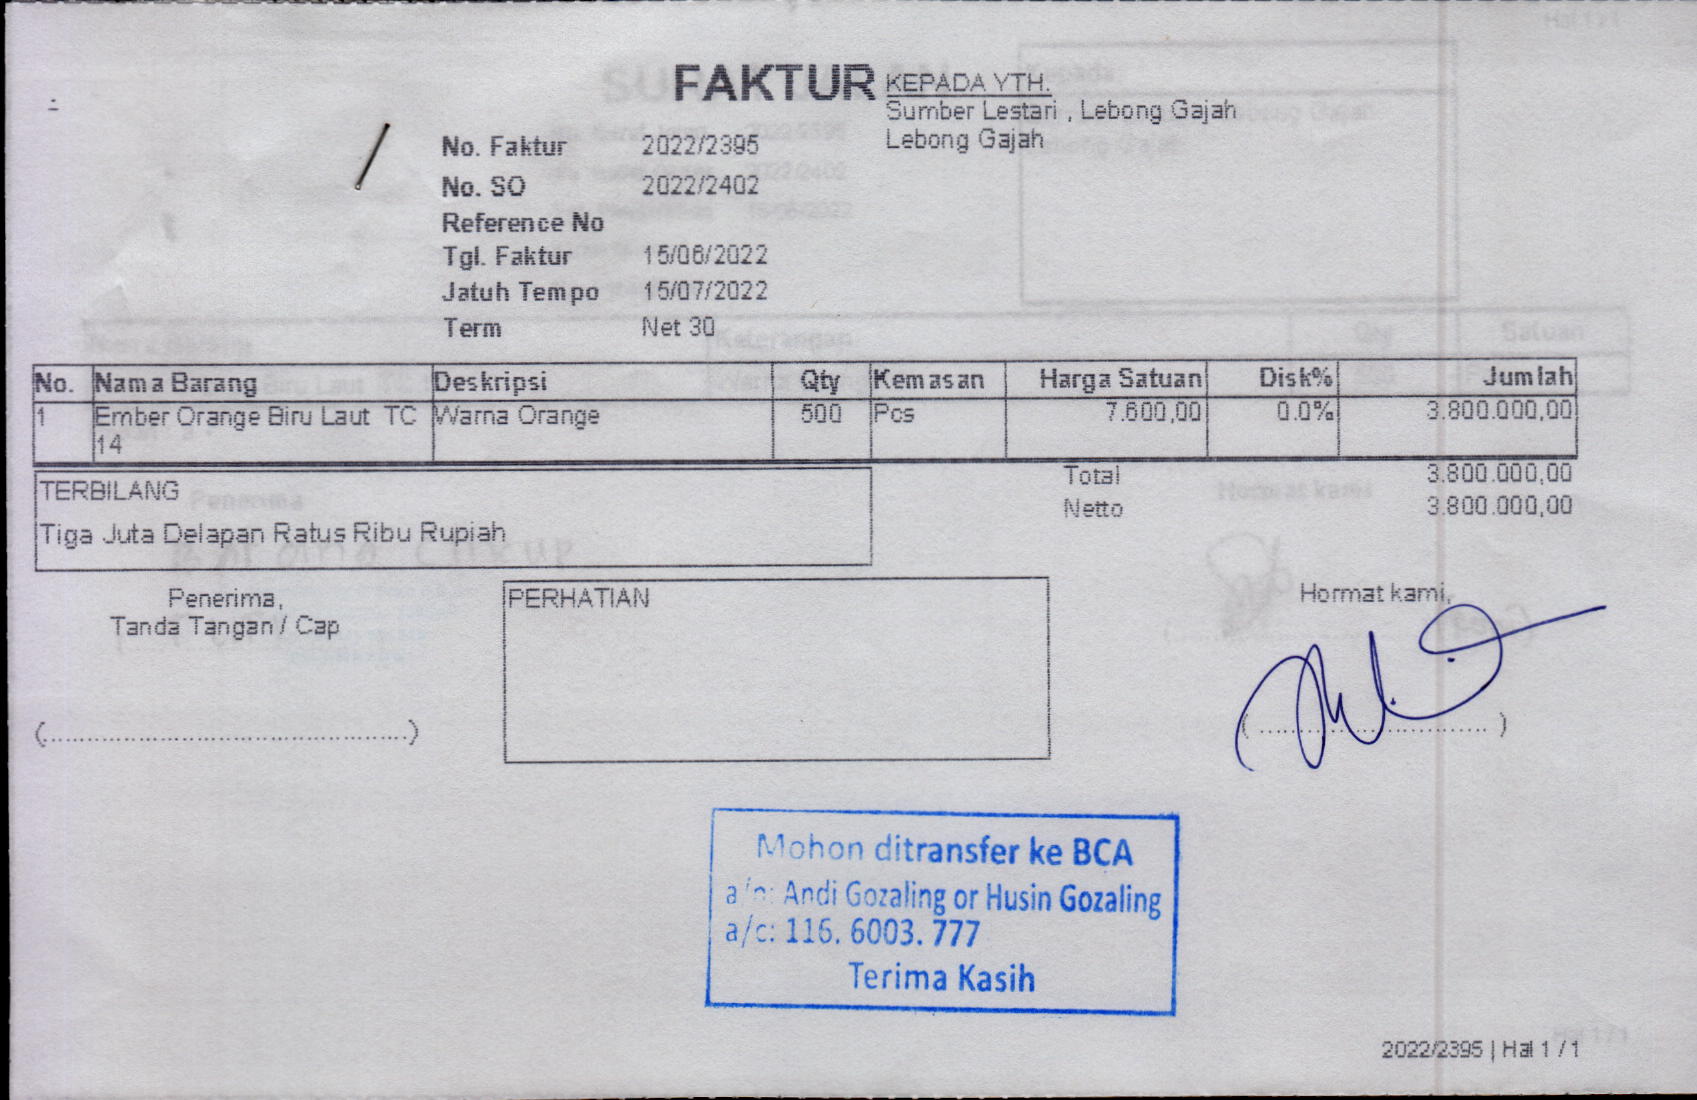 FAKTUR
KEPADA YTH.
Sumber Lestari , Lebong Gajah
Lebong Gajah
No. Faktur 2022/2395
No. SO 2022/2402
Reference No
Tgl. Faktur 15/06/2022
Jatuh Tempo 15/07/2022
Term Net 30
No. Nama Barang Deskripsi Qty Kemasan Harga Satuan Disk% Jumlah
1 Ember Orange Biru Laut TC Warna Orange 500 Pcs 7.600,00 0.0% 3.800.000,00
14
Total 3.800.000,00
Netto 3.800.000,00
TERBILANG
Tiga Juta Delapan Ratus Ribu Rupiah
Penerima,
Tanda Tangan / Cap
(..............................................)
PERHATIAN
Hormat kami,
( .............................. )
Mohon ditransfer ke BCA
a/n: Andi Gozaling or Husin Gozaling
a/c: 116. 6003. 777
Terima Kasih
2022/2395 | Hal 1 / 1